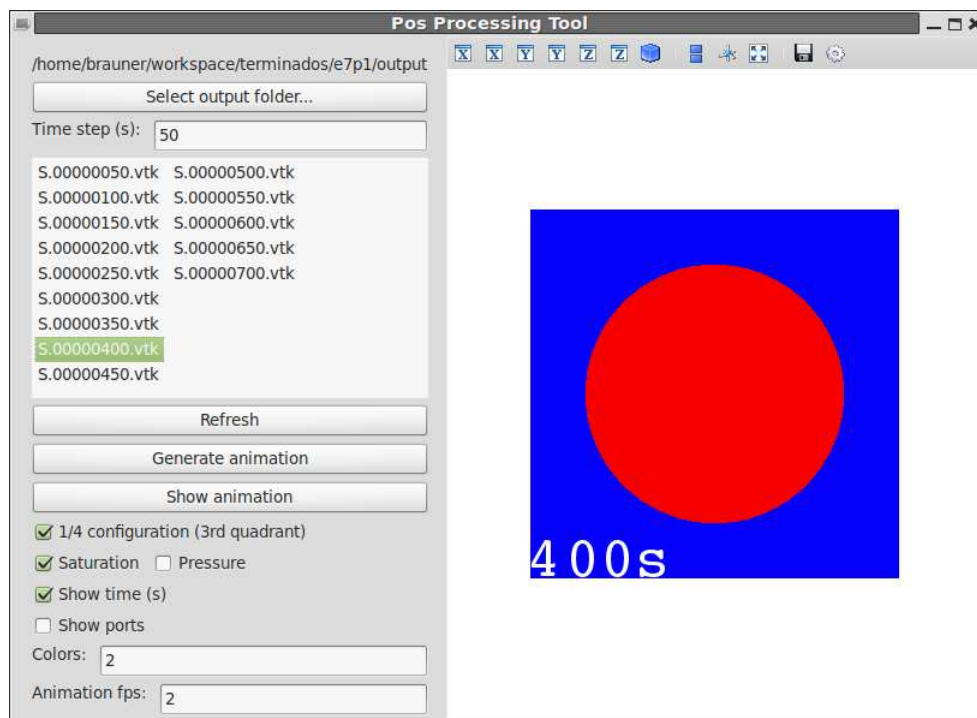 Pos Processing Tool
/home/brauner/workspace/terminados/e7p1/output
X X Y Y Z Z
Select output folder...
Time step (s): 50
S.00000050.vtk S.00000500.vtk
S.00000100.vtk S.00000550.vtk
S.00000150.vtk S.00000600.vtk
S.00000200.vtk S.00000650.vtk
S.00000250.vtk S.00000700.vtk
S.00000300.vtk
S.00000350.vtk
S.00000400.vtk
S.00000450.vtk
Refresh
Generate animation
Show animation
1/4 configuration (3rd quadrant)
Saturation Pressure
Show time (s)
Show ports
Colors: 2
Animation fps: 2
400s